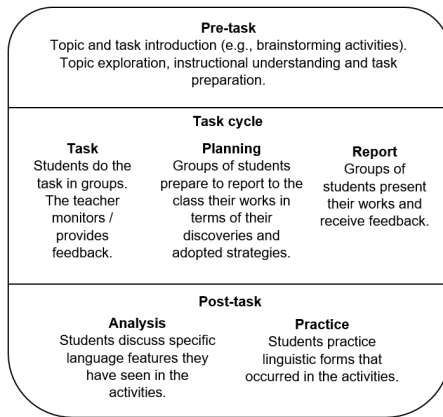 Pre-task
Topic and task introduction (e.g., brainstorming activities).
Topic exploration, instructional understanding and task
preparation.
Task cycle
Task
Students do the
task in groups.
The teacher
monitors /
provides
feedback.
Planning
Groups of students
prepare to report to the
class their works in
terms of their
discoveries and
adopted strategies.
Report
Groups of
students present
their works and
receive feedback.
Post-task
Analysis
Students discuss specific
language features they
have seen in the
activities.
Practice
Students practice
linguistic forms that
occurred in the activities.